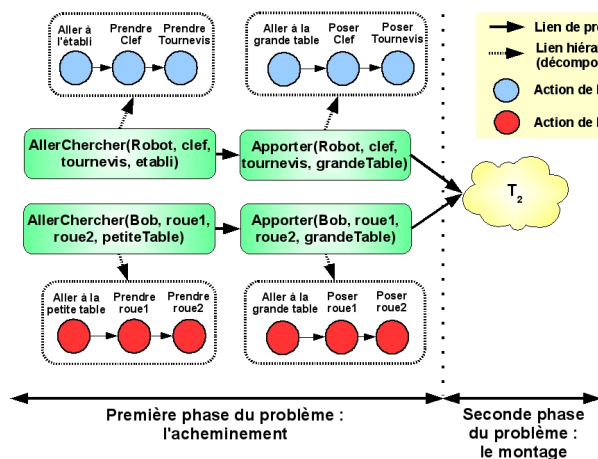 Aller à
l'établi
Prendre
Clef
Prendre
Tournevis
Aller à la
grande table
Poser
Clef
Poser
Tournevis
Lien de
Lien
Action de
Action de
AllerChercher(Robot, clef,
tournevis, etabli)
Apporter(Robot, clef,
tournevis, grandeTable)
T2
AllerChercher(Bob, roue1,
roue2, petiteTable)
Apporter(Bob, roue1,
roue2, grandeTable)
Aller à la
petite table
Prendre
roue1
Prendre
roue2
Aller à la
grande table
Poser
roue1
Poser
roue2
Première phase du problème :
l'acheminement
Seconde phase
du problème :
le montage